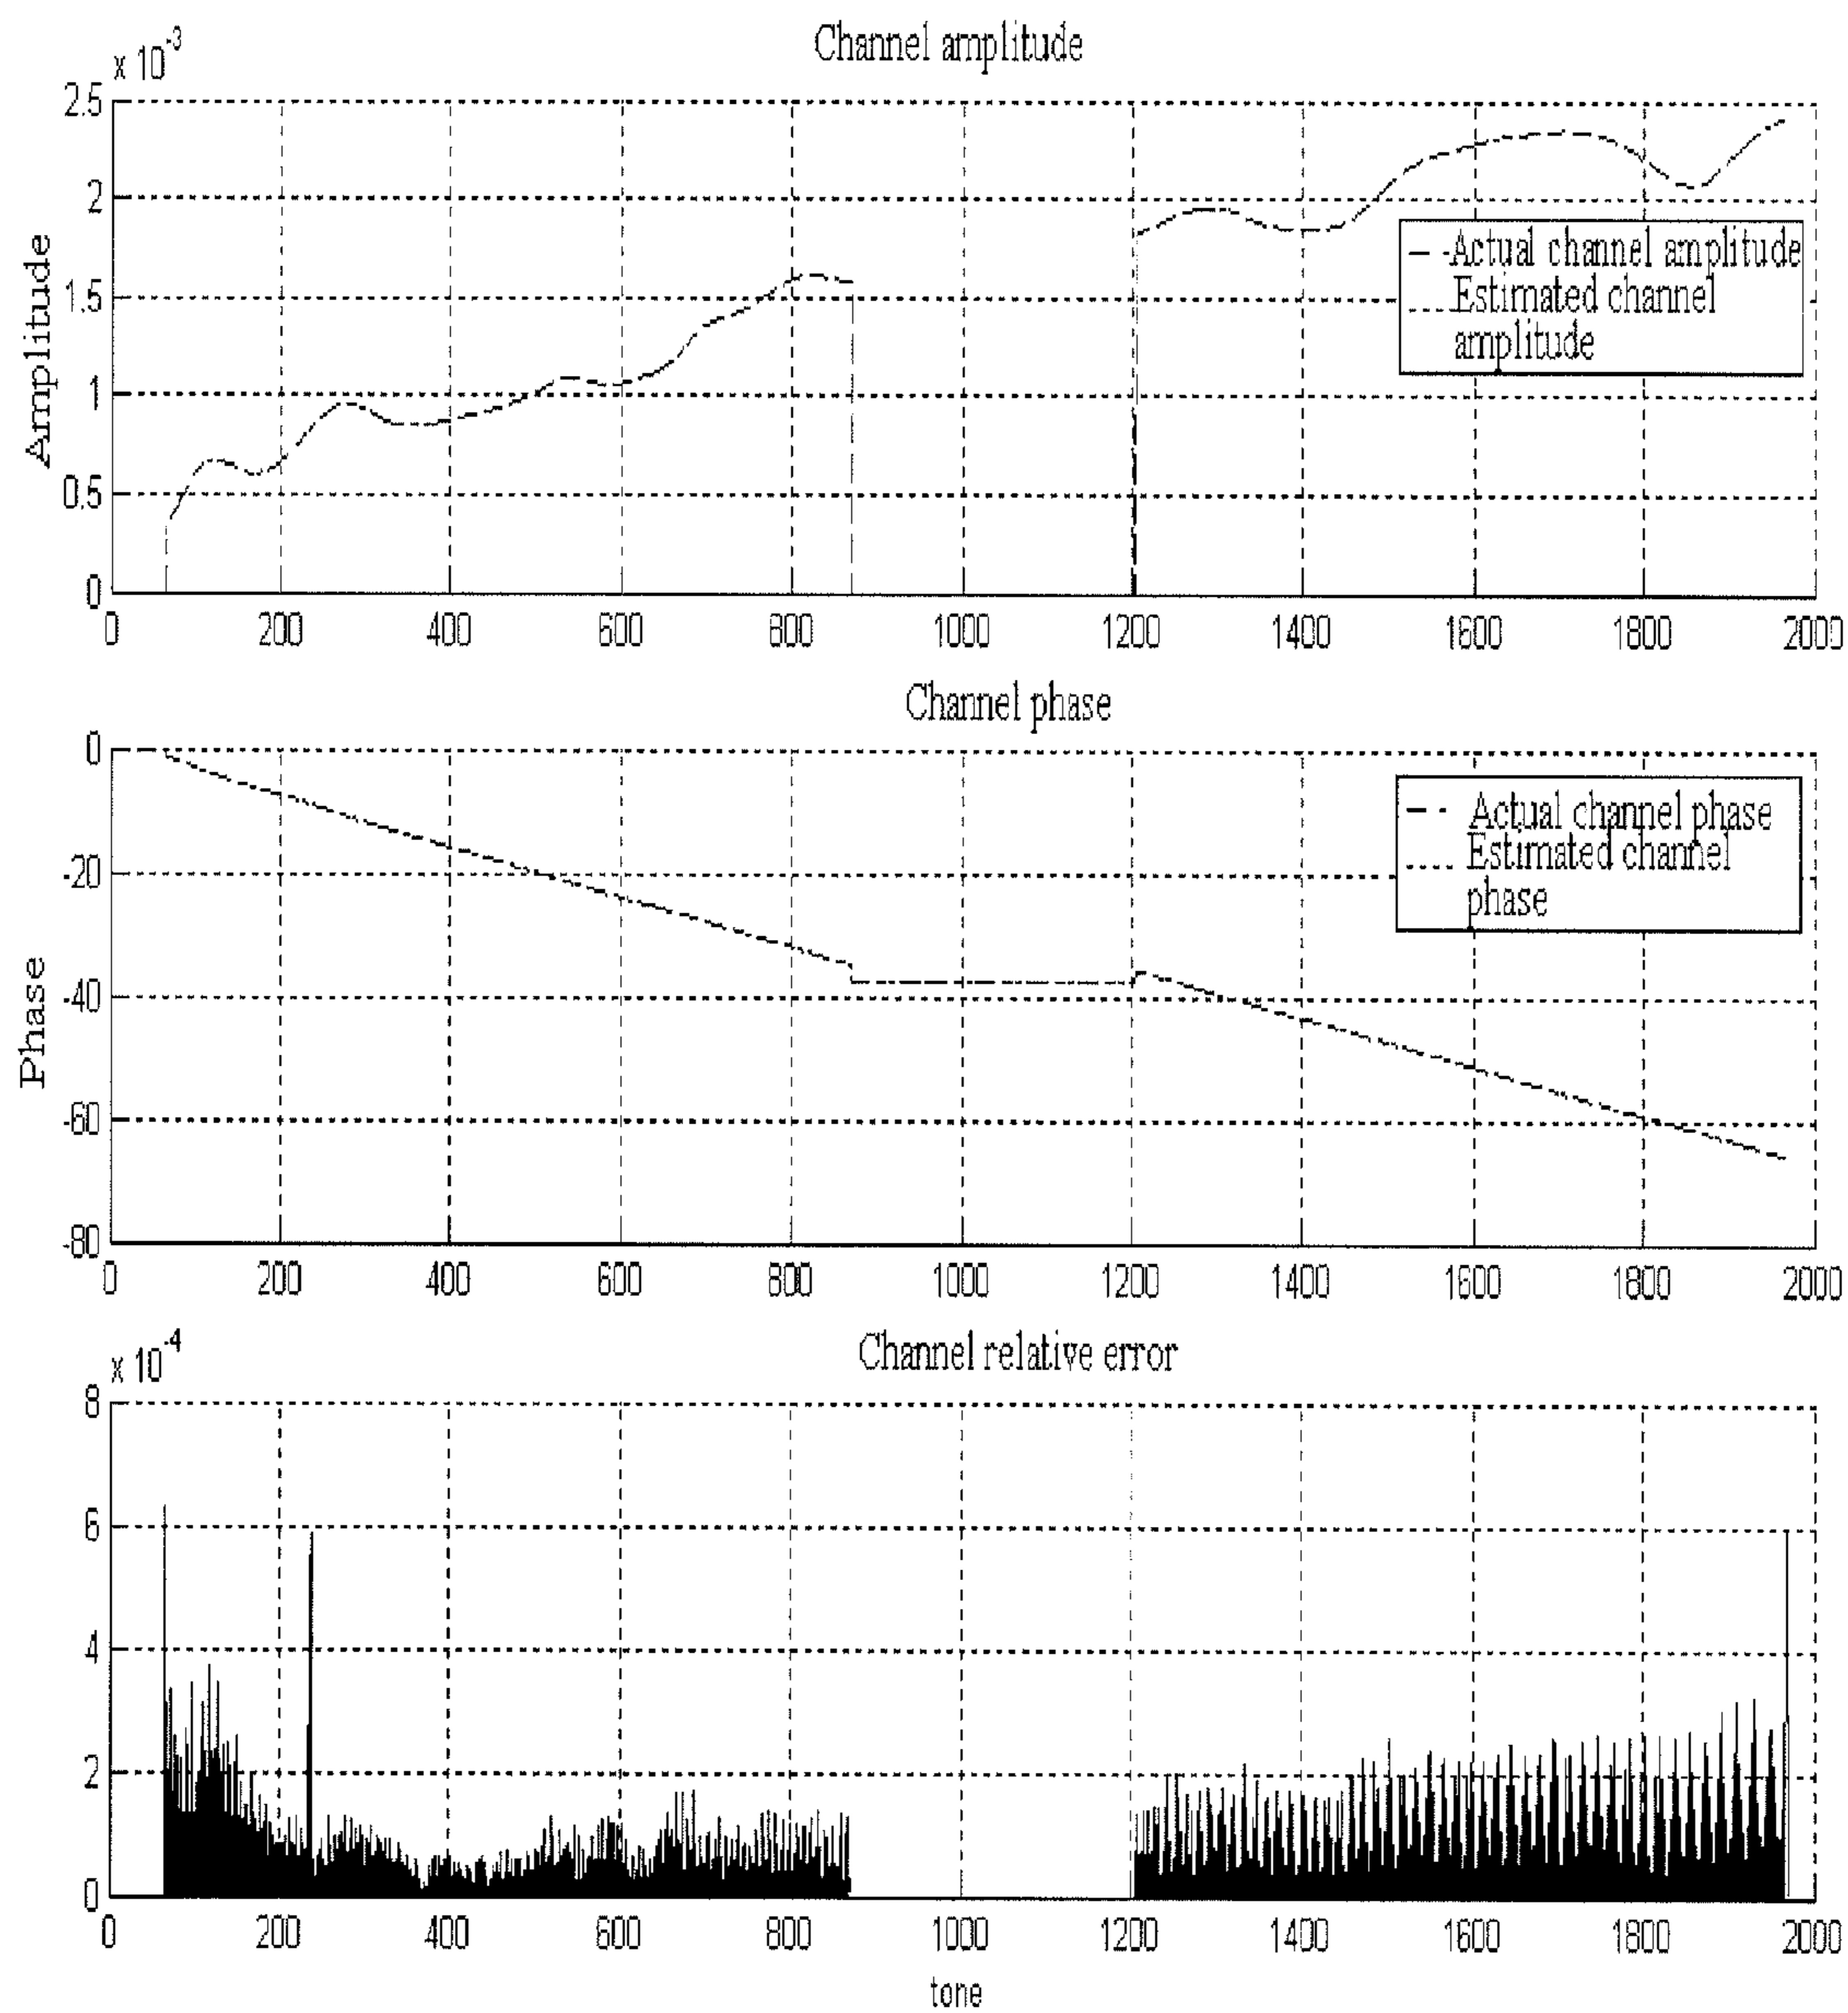 Channel amplitude
x 10-3
2.5
2
1.5
1
0.5
0
Amplitude
Actual channel amplitude
Estimated channel
amplitude
0 200 400 600 800 1000 1200 1400 1600 1800 2000
Channel phase
0
-20
-40
-60
-80
Phase
Actual channel phase
Estimated channel
phase
0 200 400 600 800 1000 1200 1400 1600 1800 2000
Channel relative error
x 10-4
8
6
4
2
0
0 200 400 600 800 1000 1200 1400 1600 1800 2000
tone